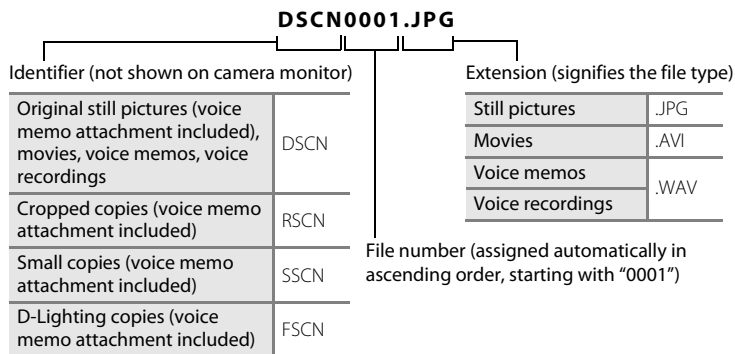 DSCN0001.JPG
Identifier (not shown on camera monitor)
Original still pictures (voice
memo attachment included),
movies, voice memos, voice
recordings
DSCN
Cropped copies (voice memo
attachment included)
RSCN
Small copies (voice memo
attachment included)
SSCN
D-Lighting copies (voice
memo attachment included)
FSCN
Extension (signifies the file type)
Still pictures
.JPG
Movies
.AVI
Voice memos
Voice recordings
.WAV
File number (assigned automatically in
ascending order, starting with “0001”)